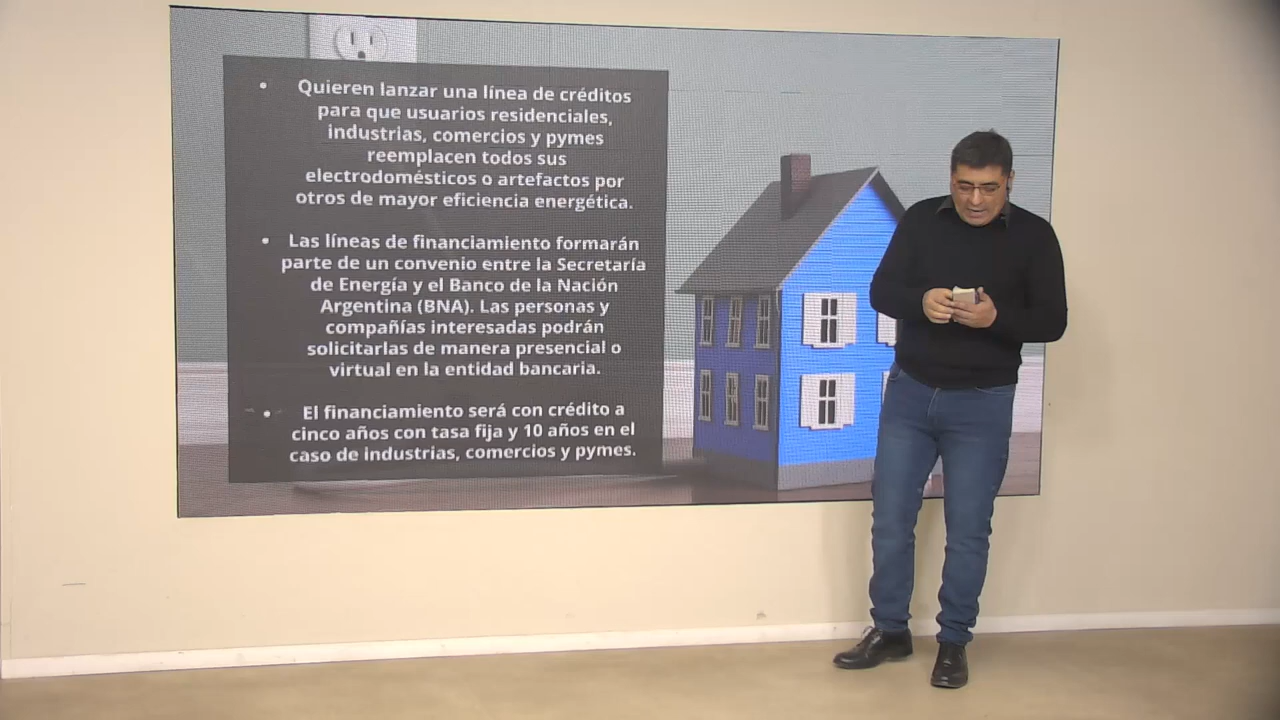 • Quieren lanzar una línea de créditos
para que usuarios residenciales,
industrias, comercios y pymes
reemplacen todos sus
electrodomésticos o artefactos por
otros de mayor eficiencia energética.
• Las líneas de financiamiento formarán
parte de un convenio entre la Secretaría
de Energía y el Banco de la Nación
Argentina (BNA). Las personas y
compañías interesadas podrán
solicitarlas de manera presencial o
virtual en la entidad bancaria.
• El financiamiento será con crédito a
cinco años con tasa fija y 10 años en el
caso de industrias, comercios y pymes.